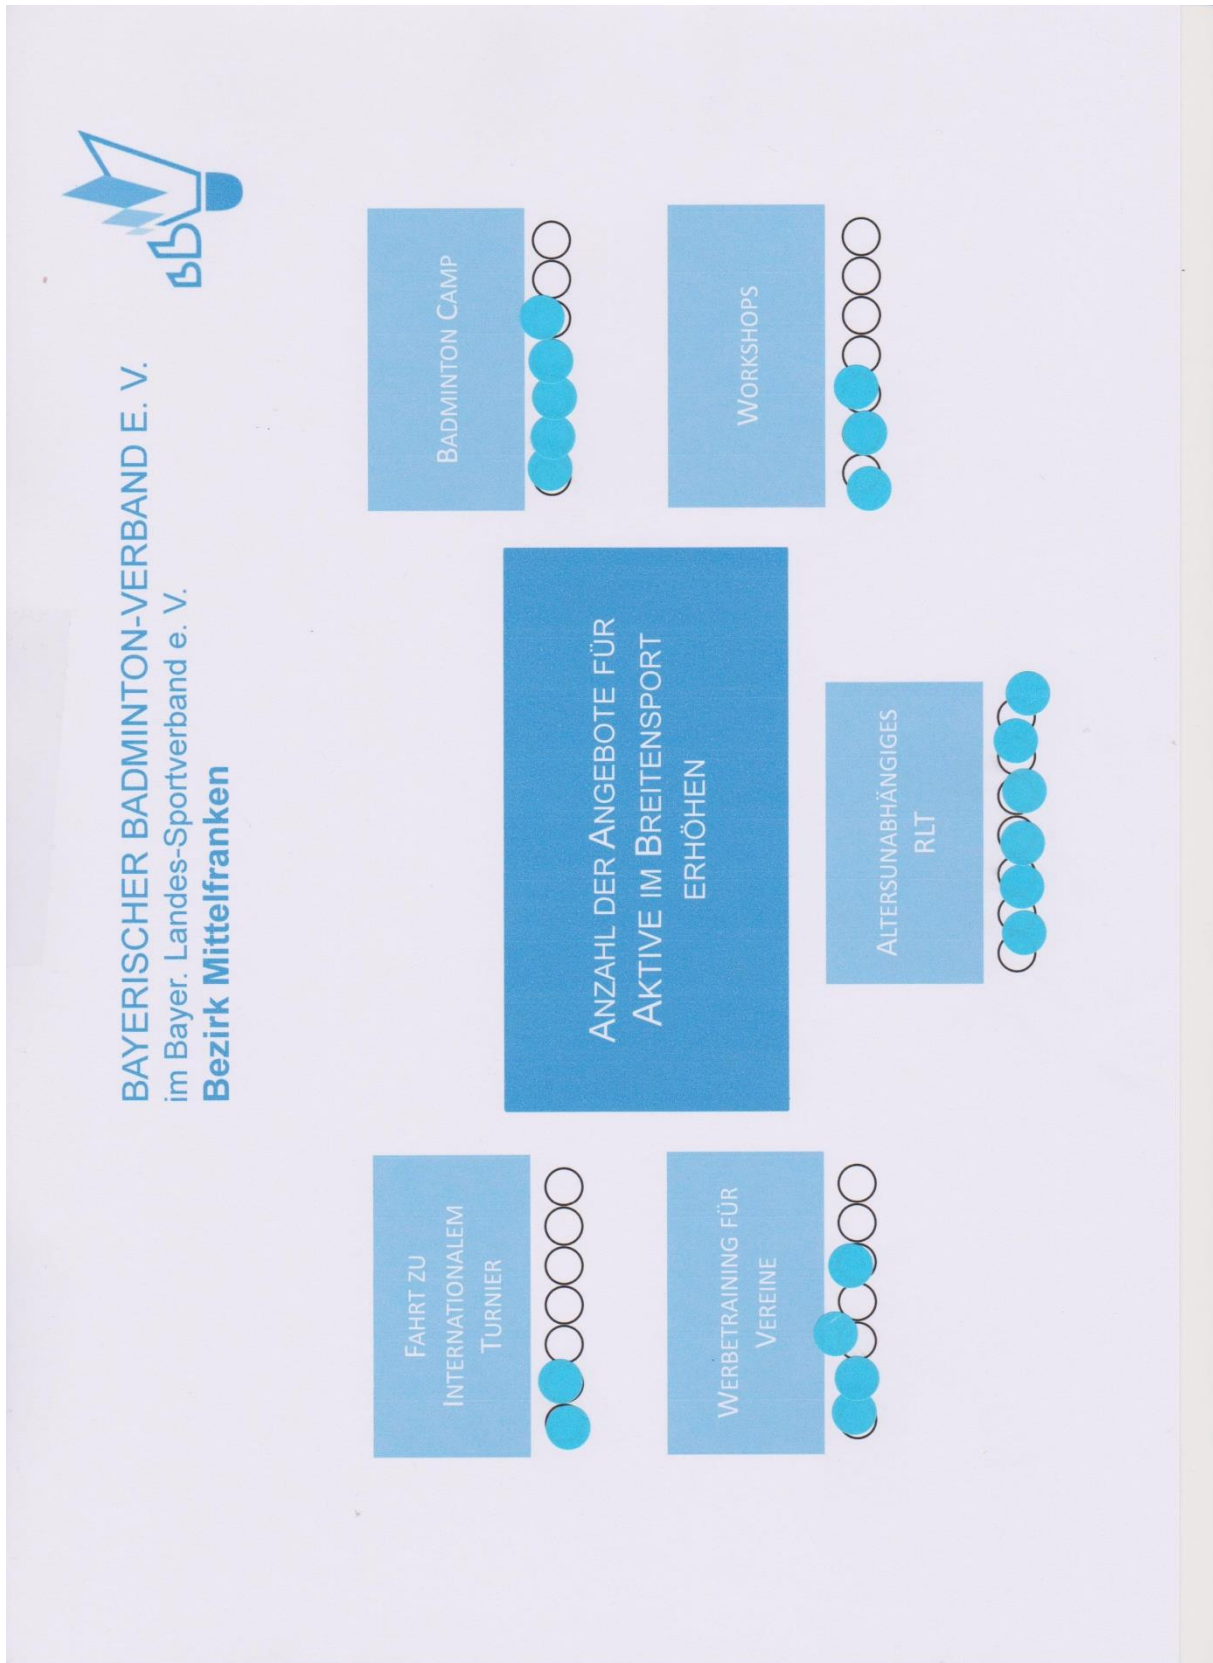 BAYERISCHER BADMINTON-VERBAND E. V.
im Bayer. Landes-Sportverband e. V.
Bezirk Mittelfranken
FAHRT ZU
INTERNATIONALEM
TURNIER
BADMINTON CAMP
ANZAHL DER ANGEBOTE FÜR
AKTIVE IM BREITENSPORT
ERHÖHEN
WERBETRAINING FÜR
VEREINE
WORKSHOPS
ALTERSUNABHÄNGIGES
RLT